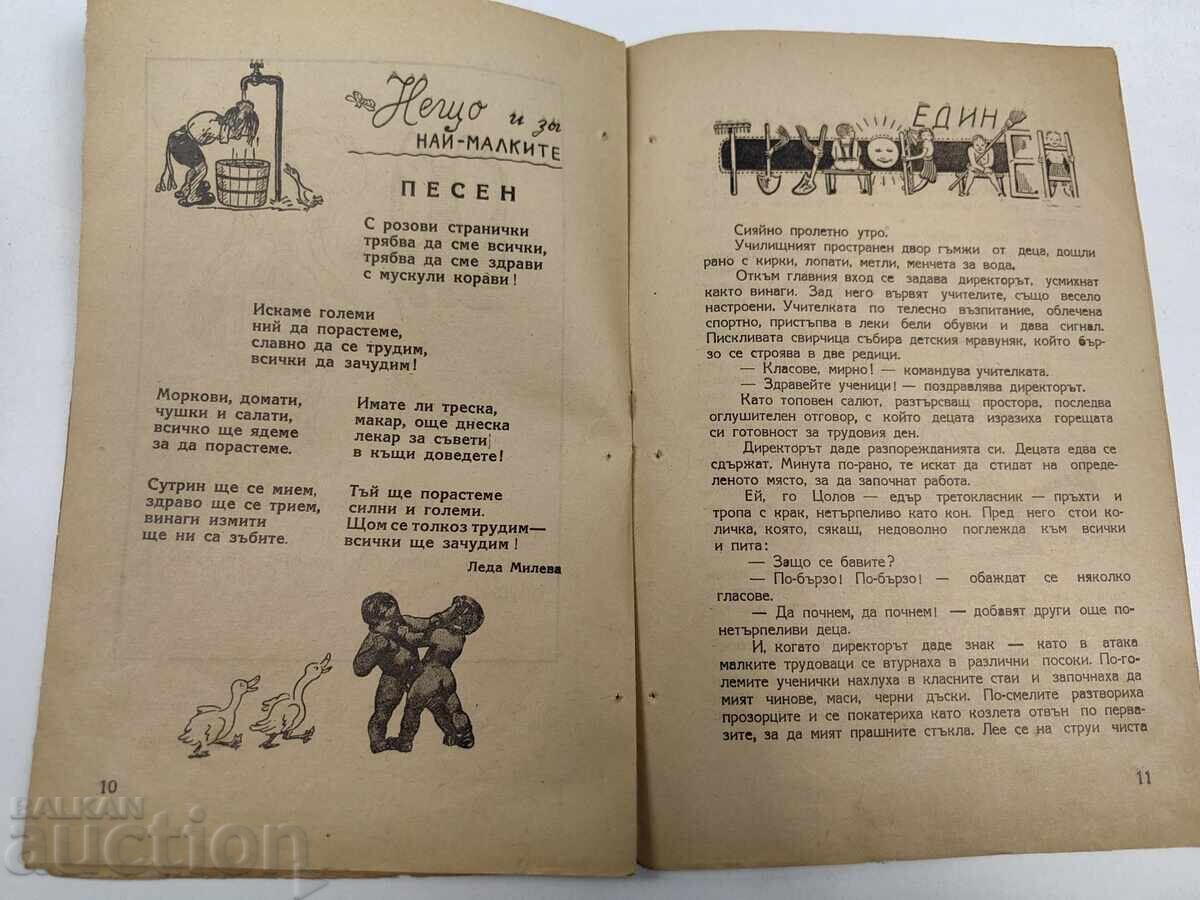 Нещо и за
НАЙ-МАЛКИТЕ
ПЕСЕН
С розови странички
трябва да сме всички,
трябва да сме здрави
с мускули корави!
Искаме големи
ний да порастеме,
славно да се трудим,
всички да зачудим!
Моркови, домати,
чушки и салати,
всичко ще ядеме
за да порастеме.
Сутрин ще се мием,
здраво ще се трием,
винаги измити
ще ни са зъбите.
Имате ли треска,
макар, още днеска
лекар за съвети
в къщи доведете!
Тъй ще порастеме
силни и големи.
Щом се толкоз трудим—
всички ще зачудим!
Леда Милева
10
ЕДИН
Сияйно пролетно утро.
Училищният пространен двор гъмжи от деца, дошли
рано с кирки, лопати, метли, менчета за вода.
Откъм главния вход се задава директорът, усмихнат
както винаги. Зад него вървят учителите, също весело
настроени. Учителката по телесно възпитание, облечена
спортно, пристъпва в леки бели обувки и дава сигнал.
Пискливата свирчица събира детския мравуняк, който бър-
зо се строява в две редици.
— Класове, мирно! — командува учителката.
— Здравейте ученици! — поздравлява директорът.
Като топовен салют, разтърсващ простора, последва
оглушителен отговор, с който децата изразиха горещата
си готовност за трудовия ден.
Директорът даде разпорежданията си. Децата едва се
сдържат. Минута по-рано, те искат да стидат на опреде-
леното място, за да започнат работа.
Ей, го Цолов — едър третокласник — пръхти и
тропа с крак, нетърпеливо като кон. Пред него стои ко-
личка, която, сякаш, недоволно поглежда към всички
и пита:
— Защо се бавите?
— По-бързо! По-бързо! — обаждат се няколко
гласове.
— Да почнем, да почнем! — добавят други още по-
нетърпеливи деца.
И, когато директорът даде знак — като в атака
малките трудоваци се втурнаха в различни посоки. По-го-
лемите ученички нахлуха в класните стаи и започнаха да
мият чинове, маси, черни дъски. По-смелите разтвориха
прозорците и се покатериха като козлета отвън по перва-
зите, за да мият прашните стъкла. Лее се на струи чиста
11
BALKAN
auction